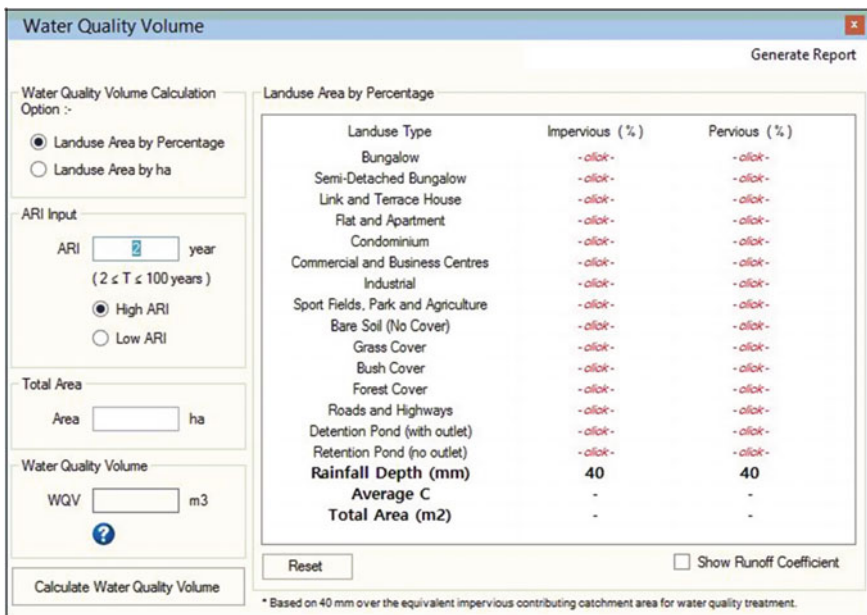 Water Quality Volume
x
Generate Report
Water Quality Volume Calculation
Option :-
Landuse Area by Percentage
Landuse Area by ha
ARI Input
ARI 2 year
( 2 ≤ T ≤ 100 years )
High ARI
Low ARI
Total Area
Area ha
Water Quality Volume
WQV m3
?
Calculate Water Quality Volume
Landuse Area by Percentage
Landuse Type Impervious (%) Pervious (%)
Bungalow -click- -click-
Semi-Detached Bungalow -click- -click-
Link and Terrace House -click- -click-
Flat and Apartment -click- -click-
Condominium -click- -click-
Commercial and Business Centres -click- -click-
Industrial -click- -click-
Sport Fields, Park and Agriculture -click- -click-
Bare Soil (No Cover) -click- -click-
Grass Cover -click- -click-
Bush Cover -click- -click-
Forest Cover -click- -click-
Roads and Highways -click- -click-
Detention Pond (with outlet) -click- -click-
Retention Pond (no outlet) -click- -click-
Rainfall Depth (mm) 40 40
Average C - -
Total Area (m2) - -
Reset
Show Runoff Coefficient
* Based on 40 mm over the equivalent impervious contributing catchment area for water quality treatment.